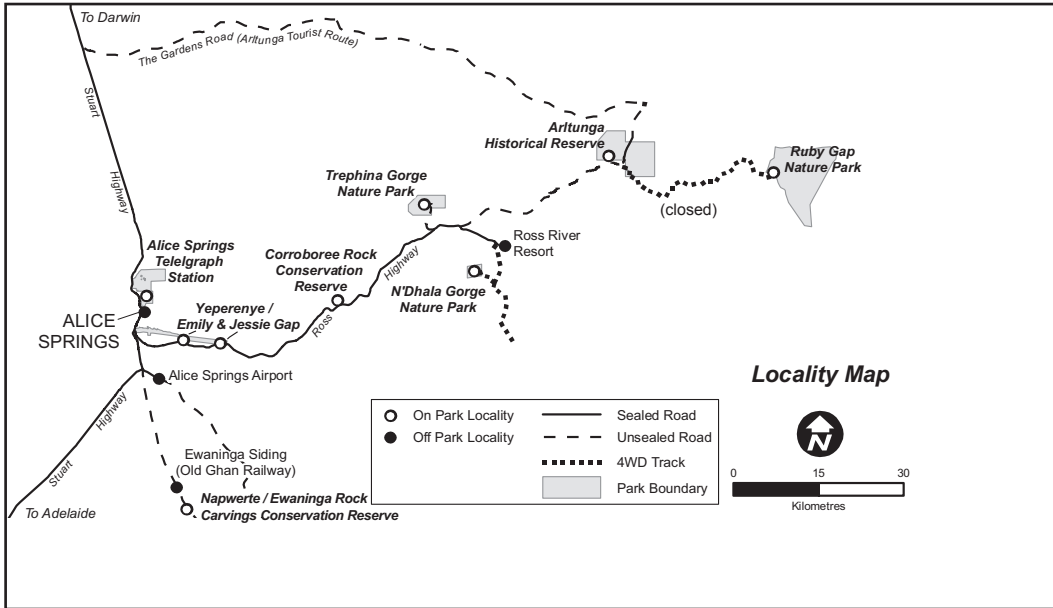 To Darwin
The Gardens Road (Arltunga Tourist Route)
Stuart
Highway
Arltunga
Historical Reserve
Ruby Gap
Nature Park
(closed)
Trephina Gorge
Nature Park
Ross River
Resort
Alice Springs
Telelgraph
Station
Corroboree Rock
Conservation
Reserve
Highway
Ross
N'Dhala Gorge
Nature Park
Yeperenye /
Emily & Jessie Gap
ALICE
SPRINGS
Alice Springs Airport
Highway
Stuart
To Adelaide
Ewaninga Siding
(Old Ghan Railway)
Napwerte / Ewaninga Rock
Carvings Conservation Reserve
On Park Locality
Off Park Locality
Sealed Road
Unsealed Road
4WD Track
Park Boundary
Locality Map
N
0 15 30
Kilometres